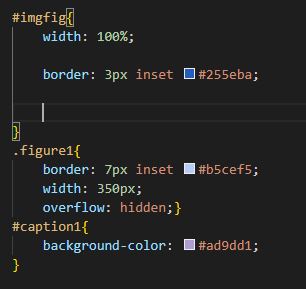 #imgfig{
width: 100%;
border: 3px inset #255eba;
}
.figure1{
border: 7px inset #b5cef5;
width: 350px;
overflow: hidden;}
#caption1{
background-color: #ad9dd1;
}